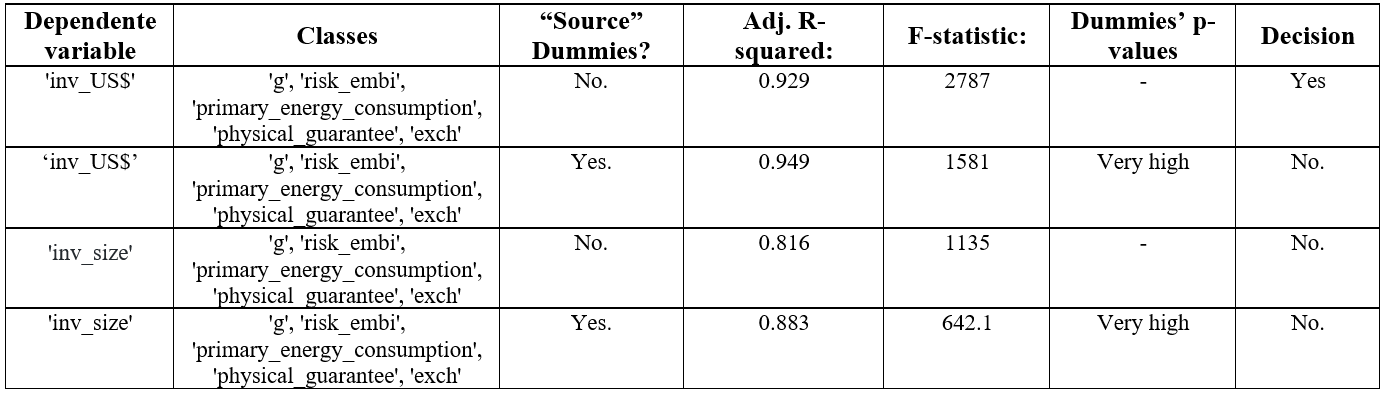 Dependente variable | Classes | “Source” Dummies? | Adj. R-squared: | F-statistic: | Dummies’ p-values | Decision
'inv_US$' | 'g', 'risk_embi', 'primary_energy_consumption', 'physical_guarantee', 'exch' | No. | 0.929 | 2787 | - | Yes
‘inv_US$’ | 'g', 'risk_embi', 'primary_energy_consumption', 'physical_guarantee', 'exch' | Yes. | 0.949 | 1581 | Very high | No.
'inv_size' | 'g', 'risk_embi', 'primary_energy_consumption', 'physical_guarantee', 'exch' | No. | 0.816 | 1135 | - | No.
'inv_size' | 'g', 'risk_embi', 'primary_energy_consumption', 'physical_guarantee', 'exch' | Yes. | 0.883 | 642.1 | Very high | No.